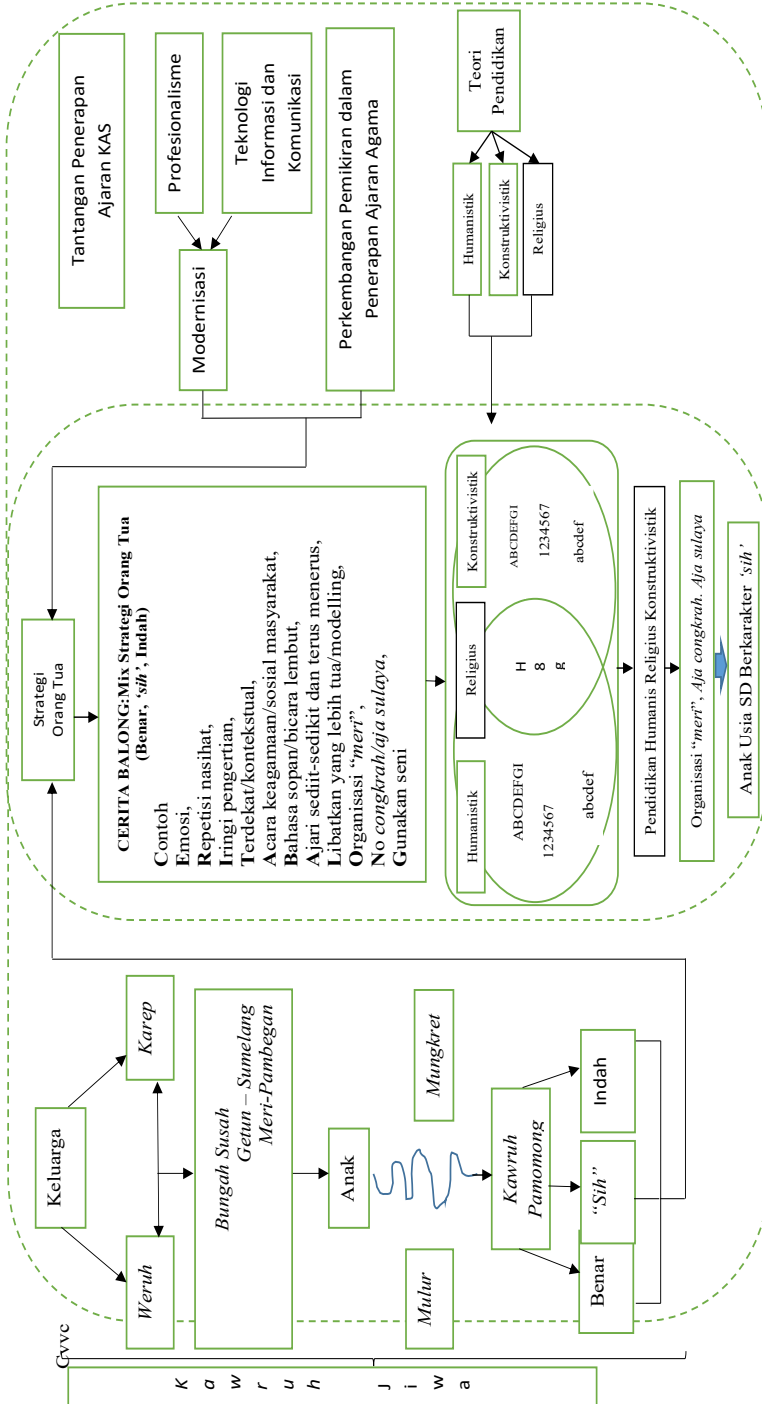 Cvvc
K a w r u h J i w a
Keluarga
Weruh
Karep
Bungah Susah
Getun – Sumelang
Meri-Pambegan
Anak
Mulur
Mungkret
Kawruh
Pamomong
Benar
“Sih”
Indah
Strategi
Orang Tua
CERITA BALONG:Mix Strategi Orang Tua
(Benar, ‘sih’, Indah)
Contoh
Emosi,
Repetisi nasihat,
Iringi pengertian,
Terdekat/kontekstual,
Acara keagamaan/sosial masyarakat,
Bahasa sopan/bicara lembut,
Ajari sediit-sedikit dan terus menerus,
Libatkan yang lebih tua/modelling,
Organisasi “meri”,
No congkrah/aja sulaya,
Gunakan seni
Humanistik
Religius
Konstruktivistik
ABCDEFGI
1234567
abcdef
H
8
g
ABCDEFGI
1234567
abcdef
Pendidikan Humanis Religius Konstruktivistik
Organisasi “meri”, Aja congkrah. Aja sulaya
Anak Usia SD Berkarakter ‘sih’
Tantangan Penerapan
Ajaran KAS
Profesionalisme
Teknologi
Informasi dan
Komunikasi
Modernisasi
Perkembangan Pemikiran dalam
Penerapan Ajaran Agama
Teori
Pendidikan
Humanistik
Konstruktivistik
Religius